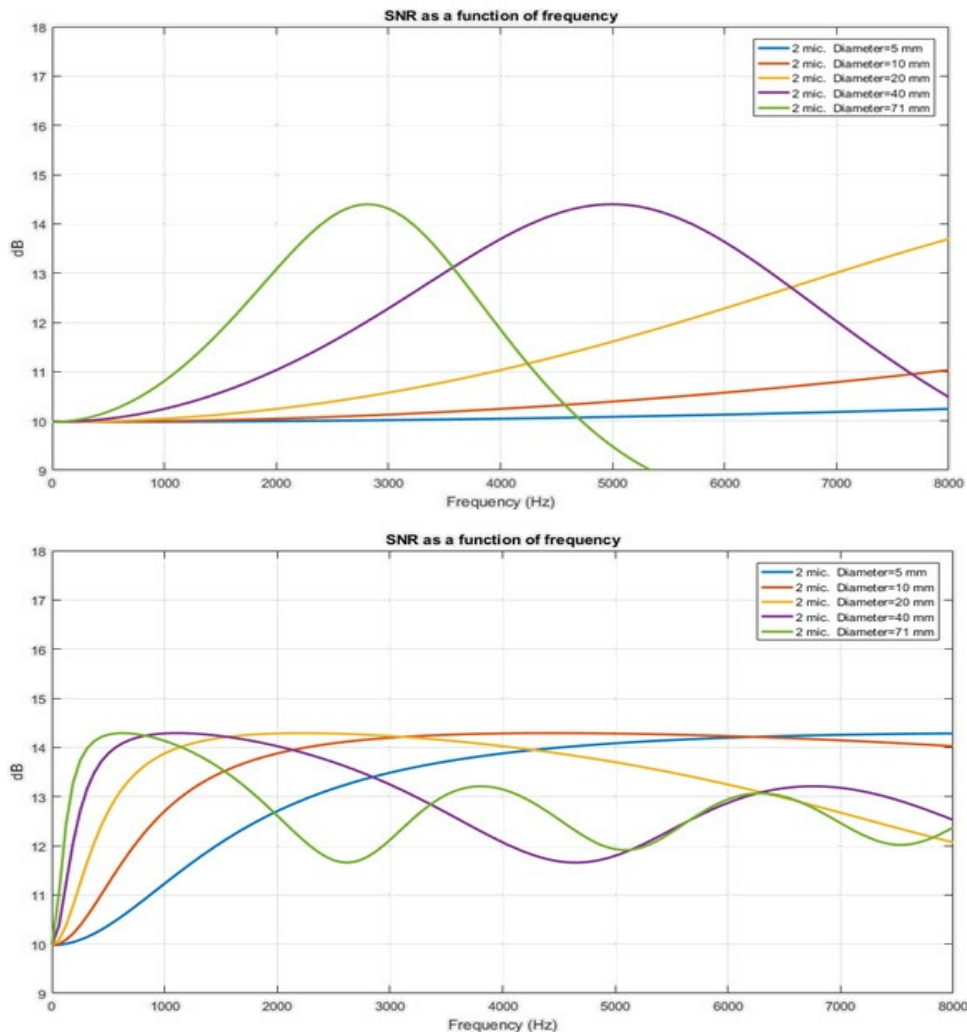 SNR as a function of frequency
18
17
16
15
14
13
12
11
10
9
dB
2 mic. Diameter=5 mm
2 mic. Diameter=10 mm
2 mic. Diameter=20 mm
2 mic. Diameter=40 mm
2 mic. Diameter=71 mm
0 1000 2000 3000 4000 5000 6000 7000 8000
Frequency (Hz)
SNR as a function of frequency
18
17
16
15
14
13
12
11
10
9
dB
2 mic. Diameter=5 mm
2 mic. Diameter=10 mm
2 mic. Diameter=20 mm
2 mic. Diameter=40 mm
2 mic. Diameter=71 mm
0 1000 2000 3000 4000 5000 6000 7000 8000
Frequency (Hz)